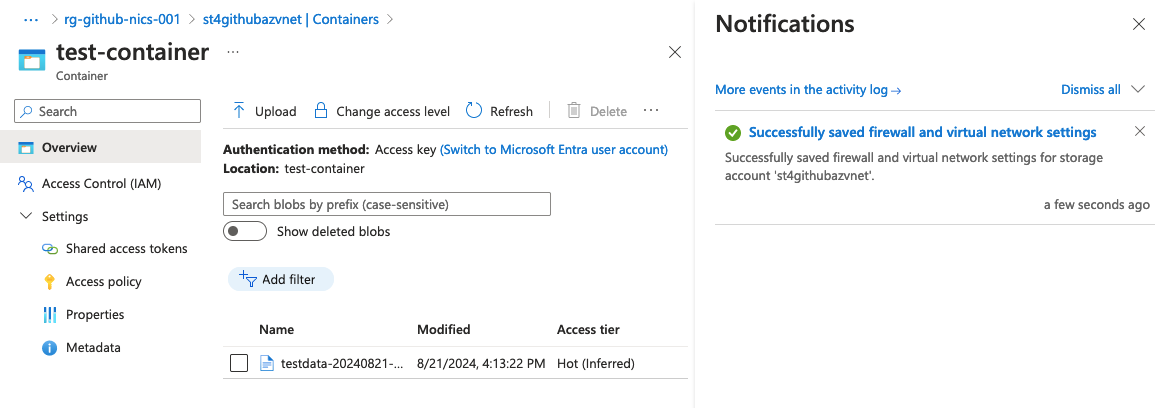 ... > rg-github-nics-001 > st4githubazvnet | Containers >
test-container ...
Container
Search
Overview
Access Control (IAM)
Settings
Shared access tokens
Access policy
Properties
Metadata
Upload Change access level Refresh Delete ...
Authentication method: Access key (Switch to Microsoft Entra user account)
Location: test-container
Search blobs by prefix (case-sensitive)
Show deleted blobs
Add filter
Name Modified Access tier
testdata-20240821-... 8/21/2024, 4:13:22 PM Hot (Inferred)
Notifications
More events in the activity log → Dismiss all
Successfully saved firewall and virtual network settings
Successfully saved firewall and virtual network settings for storage
account 'st4githubazvnet'.
a few seconds ago